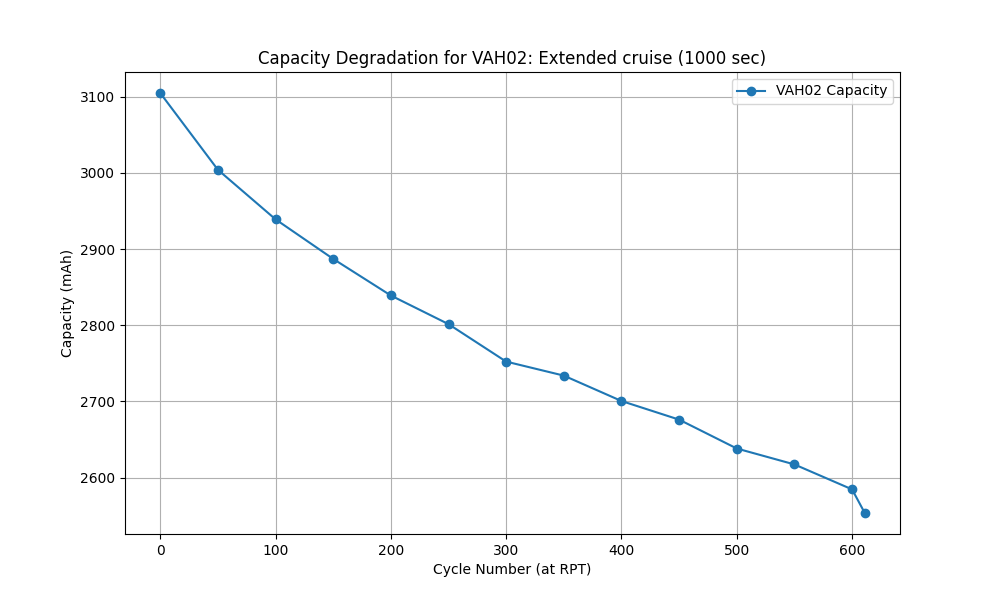 Capacity Degradation for VAH02: Extended cruise (1000 sec)
VAH02 Capacity
3100
3000
2900
2800
2700
2600
Capacity (mAh)
0 100 200 300 400 500 600
Cycle Number (at RPT)